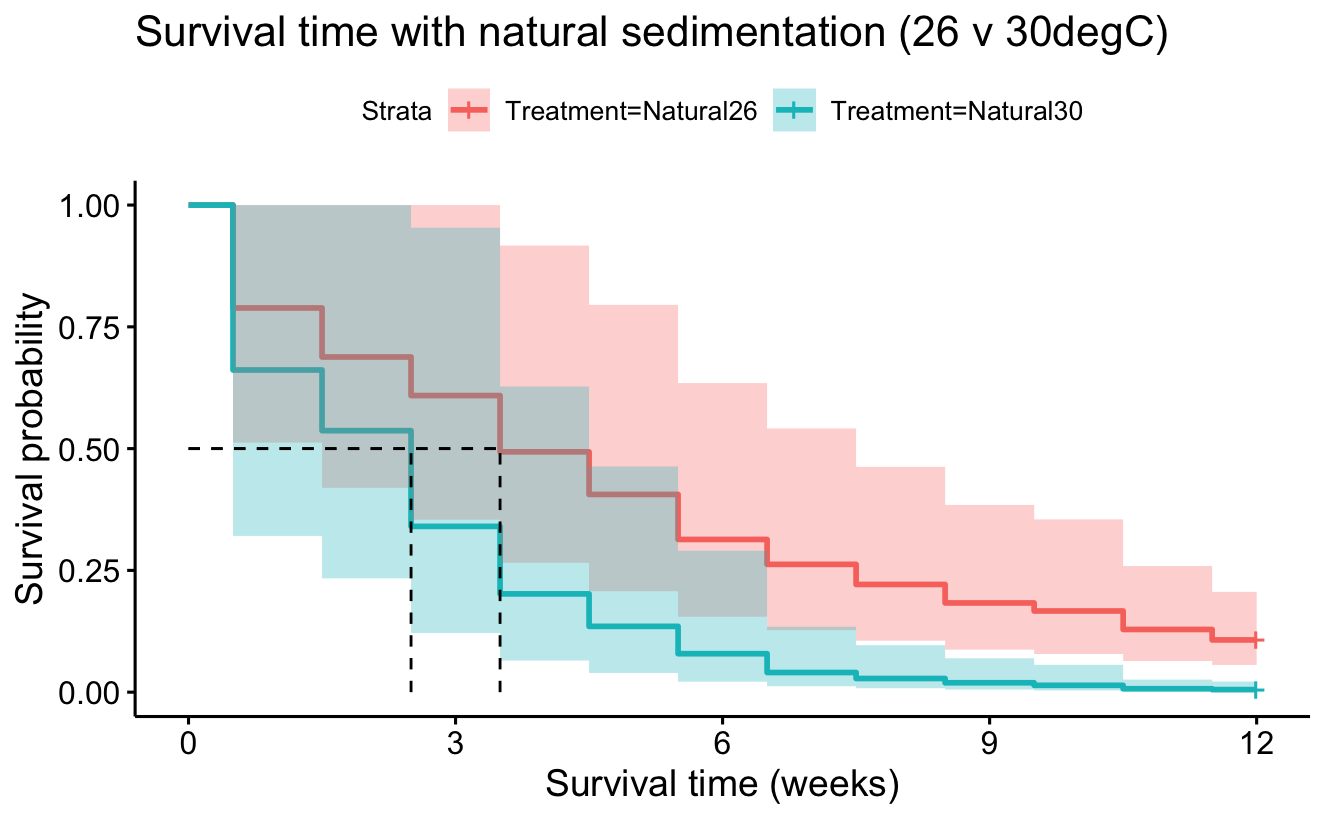 Survival time with natural sedimentation (26 v 30degC)
Strata Treatment=Natural26 Treatment=Natural30
Survival probability
1.00
0.75
0.50
0.25
0.00
0 3 6 9 12
Survival time (weeks)